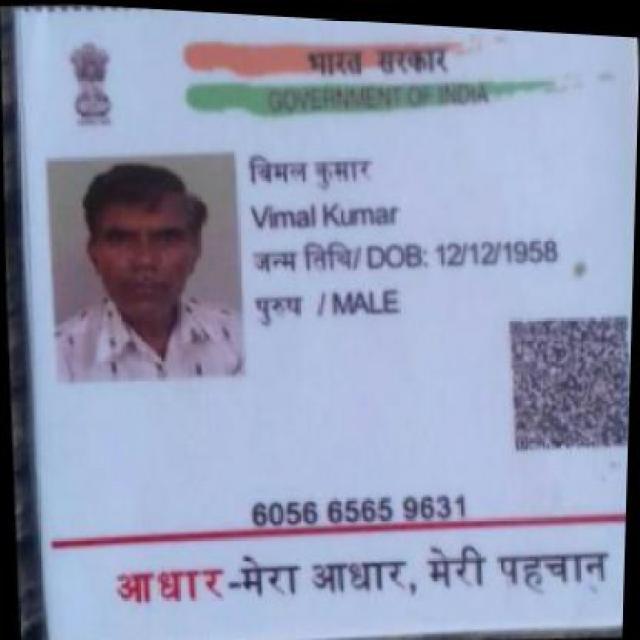 भारत सरकार
GOVERNMENT OF INDIA
विमल कुमार
Vimal Kumar
जन्म तिथि/ DOB: 12/12/1958
पुरुष / MALE
6056 6565 9631
आधार-मेरा आधार, मेरी पहचान